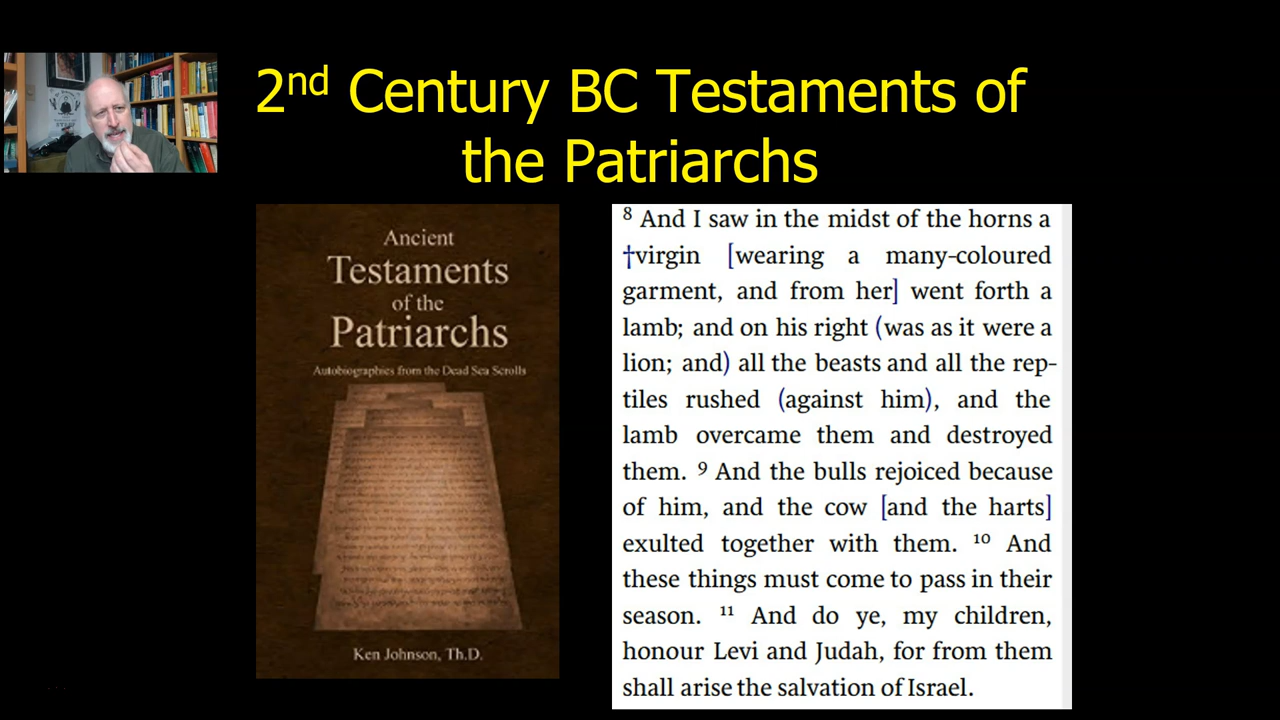 2nd Century BC Testaments of
the Patriarchs
Ancient
Testaments
of the
Patriarchs
Autobiographies from the Dead Sea Scrolls
Ken Johnson, Th.D.
8 And I saw in the midst of the horns a
†virgin [wearing a many-coloured
garment, and from her] went forth a
lamb; and on his right (was as it were a
lion; and) all the beasts and all the rep-
tiles rushed (against him), and the
lamb overcame them and destroyed
them. 9 And the bulls rejoiced because
of him, and the cow [and the harts]
exulted together with them. 10 And
these things must come to pass in their
season. 11 And do ye, my children,
honour Levi and Judah, for from them
shall arise the salvation of Israel.